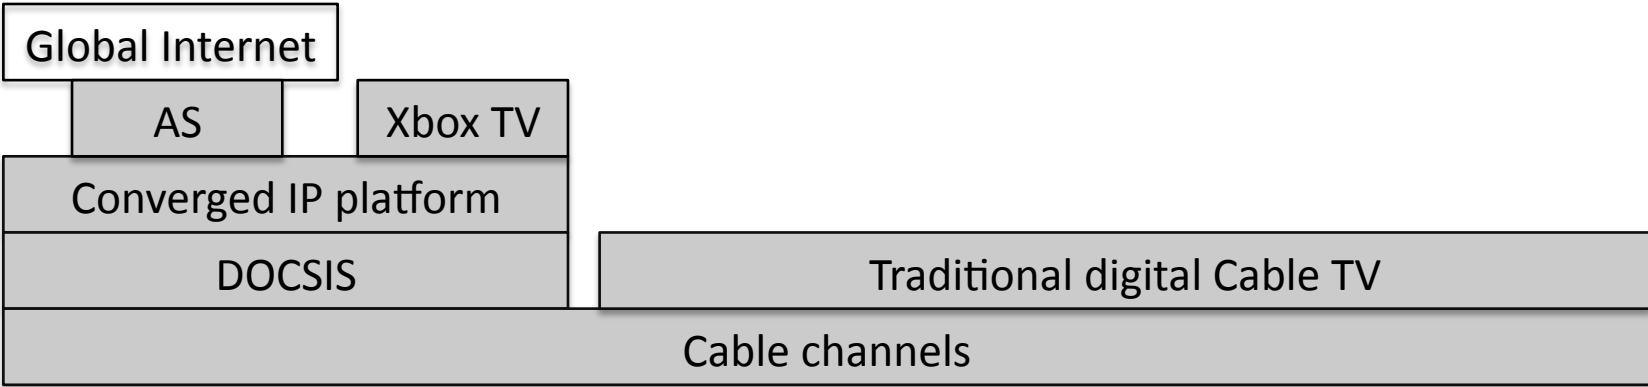 Global Internet
AS
Xbox TV
Converged IP platform
DOCSIS
Traditional digital Cable TV
Cable channels